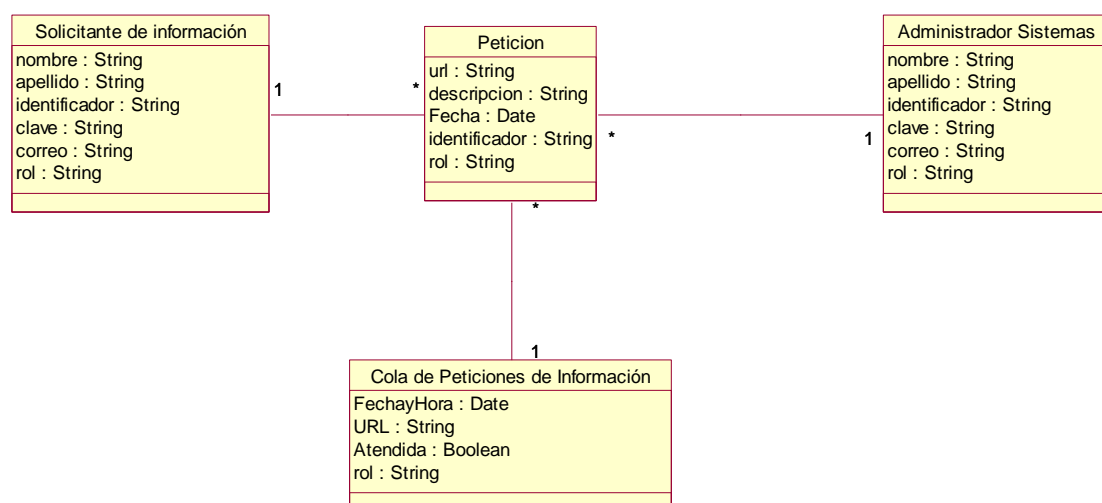 Solicitante de información
nombre : String
apellido : String
identificador : String
clave : String
correo : String
rol : String
1
*
Peticion
url : String
descripcion : String
Fecha : Date
identificador : String
rol : String
*
1
Administrador Sistemas
nombre : String
apellido : String
identificador : String
clave : String
correo : String
rol : String
*
1
Cola de Peticiones de Información
FechayHora : Date
URL : String
Atendida : Boolean
rol : String